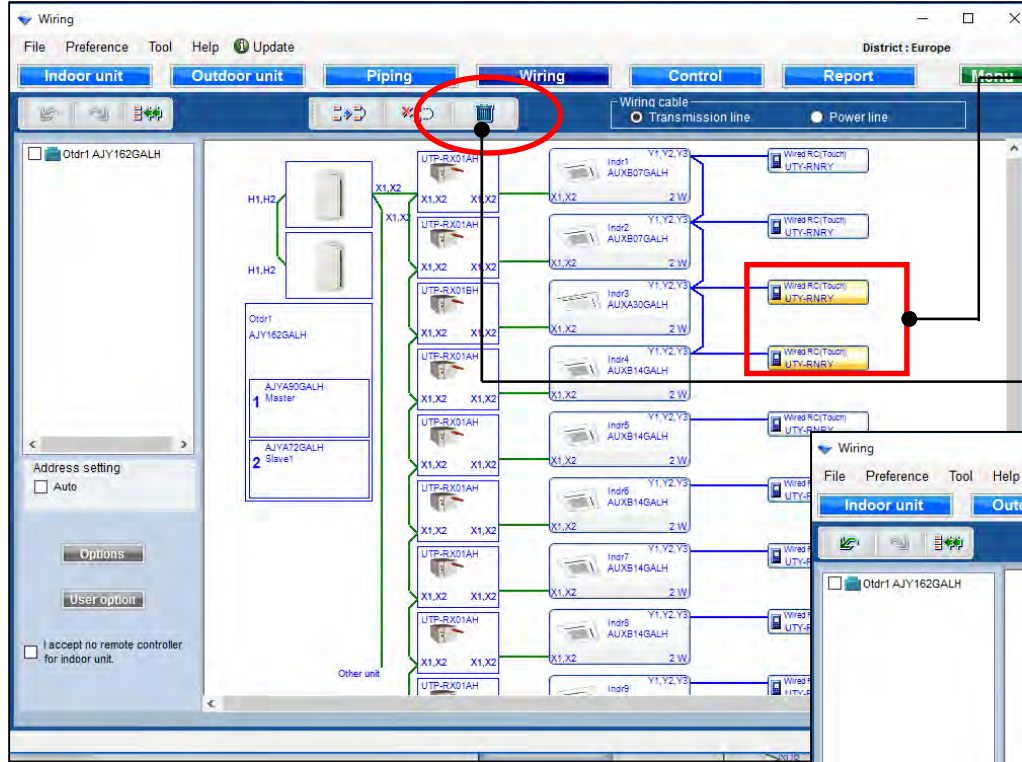 Wiring
File Preference Tool Help Update
District : Europe
Indoor unit Outdoor unit Piping Wiring Control Report Menu
Wiring cable
Transmission line Power line
Otdr1 AJY162GALH
Address setting
Auto
Options
User option
I accept no remote controller
for indoor unit.
H1,H2
X1,X2
H1,H2
Otdr1
AJY162GALH
AJYA90GALH
1 Master
AJYA72GALH
2 Slave1
Other unit
UTP-RX01AH
X1,X2 X1,X2
UTP-RX01AH
X1,X2 X1,X2
UTP-RX01BH
X1,X2 X1,X2
UTP-RX01AH
X1,X2 X1,X2
UTP-RX01AH
X1,X2 X1,X2
UTP-RX01AH
X1,X2 X1,X2
UTP-RX01AH
X1,X2 X1,X2
UTP-RX01AH
X1,X2 X1,X2
UTP-RX01AH
Y1,Y2,Y3
Indr1
AUXB07GALH
X1,X2 2 W
Y1,Y2,Y3
Indr2
AUXB07GALH
X1,X2 2 W
Y1,Y2,Y3
Indr3
AUXA30GALH
X1,X2 2 W
Y1,Y2,Y3
Indr4
AUXB14GALH
X1,X2 2 W
Y1,Y2,Y3
Indr5
AUXB14GALH
X1,X2 2 W
Y1,Y2,Y3
Indr6
AUXB14GALH
X1,X2 2 W
Y1,Y2,Y3
Indr7
AUXB14GALH
X1,X2 2 W
Y1,Y2,Y3
Indr8
AUXB14GALH
X1,X2 2 W
Y1,Y2,Y3
Indr9
Wired RC(Touch)
UTY-RNRY
Wired RC(Touch)
UTY-RNRY
Wired RC(Touch)
UTY-RNRY
Wired RC(Touch)
UTY-RNRY
Wired RC(Touch)
UTY-RNRY
Wiring
File Preference Tool Help
Indoor unit
Otdr1 AJY162GALH